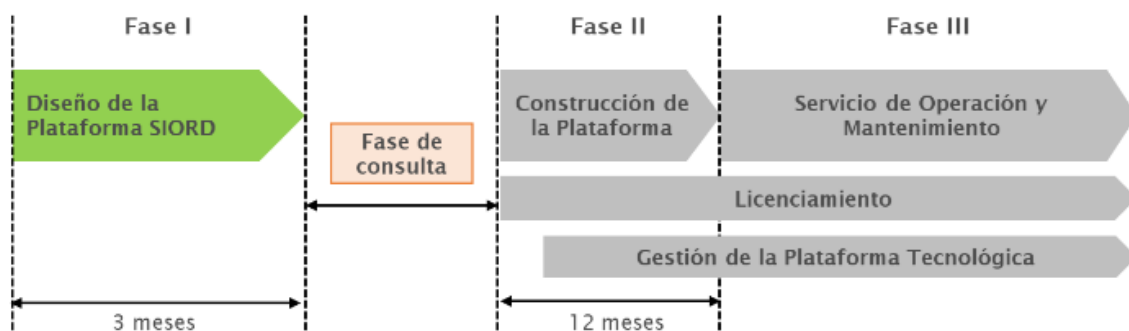 Fase I
Fase II
Fase III
Diseño de la
Plataforma SIORD
Fase de
consulta
Construcción de
la Plataforma
Servicio de Operación y
Mantenimiento
Licenciamiento
Gestión de la Plataforma Tecnológica
3 meses
12 meses